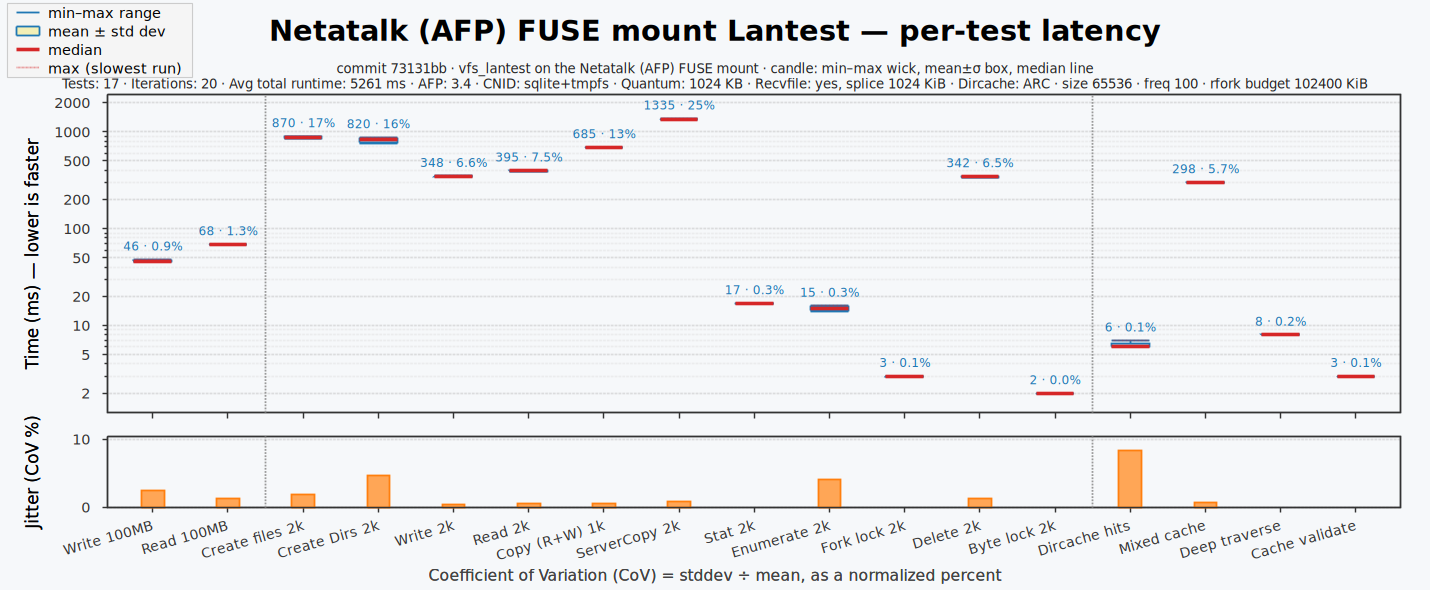 min–max range
mean ± std dev
median
max (slowest run)
Netatalk (AFP) FUSE mount Lantest — per-test latency
commit 73131bb · vfs_lantest on the Netatalk (AFP) FUSE mount · candle: min–max wick, mean±σ box, median line
Tests: 17 · Iterations: 20 · Avg total runtime: 5261 ms · AFP: 3.4 · CNID: sqlite+tmpfs · Quantum: 1024 KB · Recvfile: yes, splice 1024 KiB · Dircache: ARC · size 65536 · freq 100 · rfork budget 102400 KiB
Time (ms) — lower is faster
2000
1000
500
200
100
50
20
10
5
2
46 · 0.9%
68 · 1.3%
870 · 17%
820 · 16%
348 · 6.6%
395 · 7.5%
685 · 13%
1335 · 25%
17 · 0.3%
15 · 0.3%
3 · 0.1%
342 · 6.5%
2 · 0.0%
6 · 0.1%
298 · 5.7%
8 · 0.2%
3 · 0.1%
Jitter (CoV %)
10
0
Write 100MB
Read 100MB
Create files 2k
Create Dirs 2k
Write 2k
Read 2k
Copy (R+W) 1k
ServerCopy 2k
Stat 2k
Enumerate 2k
Fork lock 2k
Delete 2k
Byte lock 2k
Dircache hits
Mixed cache
Deep traverse
Cache validate
Coefficient of Variation (CoV) = stddev ÷ mean, as a normalized percent